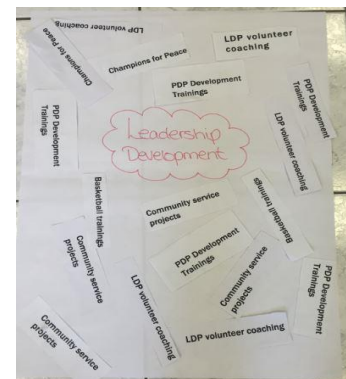 LDP volunteer coaching
Champions for Peace
Champions for Peace
LDP volunteer
coaching
PDP Development
Trainings
PDP Development
Trainings
LDP volunteer coaching
PDP Development
Trainings
Leadership
Development
Basketball trainings
Community service
projects
Basketball trainings
Community service
projects
PDP Development
Trainings
Community service
projects
LDP volunteer
coaching
PDP Development
Trainings
Community service
projects
LDP volunteer coaching